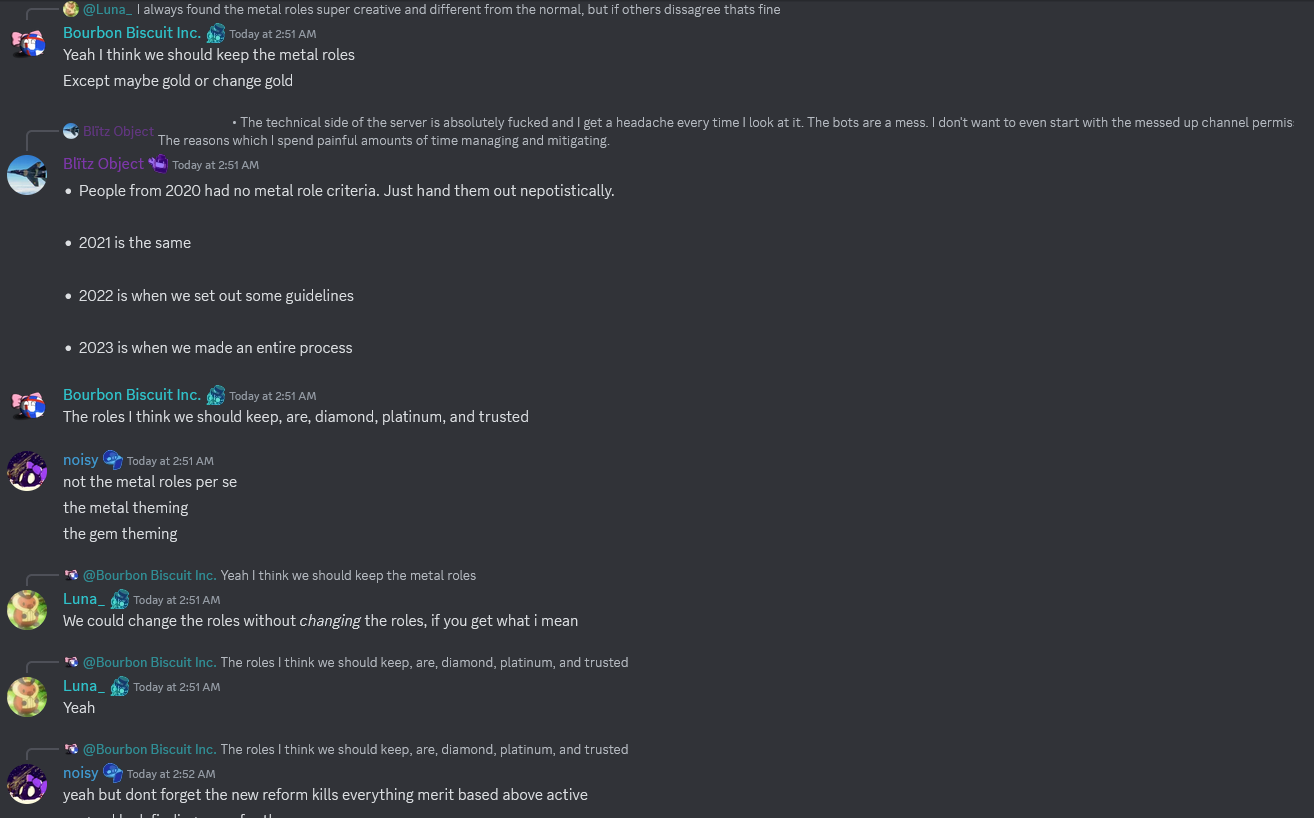 @Luna_ I always found the metal roles super creative and different from the normal, but if others dissagree thats fine
Bourbon Biscuit Inc. Today at 2:51 AM
Yeah I think we should keep the metal roles
Except maybe gold or change gold
Blïtz Object • The technical side of the server is absolutely fucked and I get a headache every time I look at it. The bots are a mess. I don't want to even start with the messed up channel permis
The reasons which I spend painful amounts of time managing and mitigating.
Blïtz Object Today at 2:51 AM
• People from 2020 had no metal role criteria. Just hand them out nepotistically.
• 2021 is the same
• 2022 is when we set out some guidelines
• 2023 is when we made an entire process
Bourbon Biscuit Inc. Today at 2:51 AM
The roles I think we should keep, are, diamond, platinum, and trusted
noisy Today at 2:51 AM
not the metal roles per se
the metal theming
the gem theming
@Bourbon Biscuit Inc. Yeah I think we should keep the metal roles
Luna_ Today at 2:51 AM
We could change the roles without changing the roles, if you get what i mean
@Bourbon Biscuit Inc. The roles I think we should keep, are, diamond, platinum, and trusted
Luna_ Today at 2:51 AM
Yeah
@Bourbon Biscuit Inc. The roles I think we should keep, are, diamond, platinum, and trusted
noisy Today at 2:52 AM
yeah but dont forget the new reform kills everything merit based above active